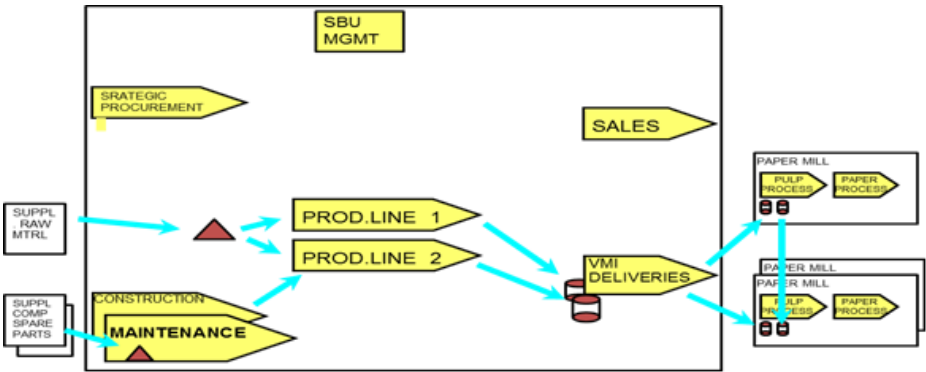 SBU
MGMT
SRATEGIC
PROCUREMENT
SALES
PAPER MILL
PULP
PROCESS
PAPER
PROCESS
SUPPL
. RAW
MTRL
PROD.LINE 1
PROD.LINE 2
VMI
DELIVERIES
PAPER MILL
PAPER MILL
PULP
PROCESS
PAPER
PROCESS
SUPPL
COMP
SPARE
PARTS
CONSTRUCTION
MAINTENANCE